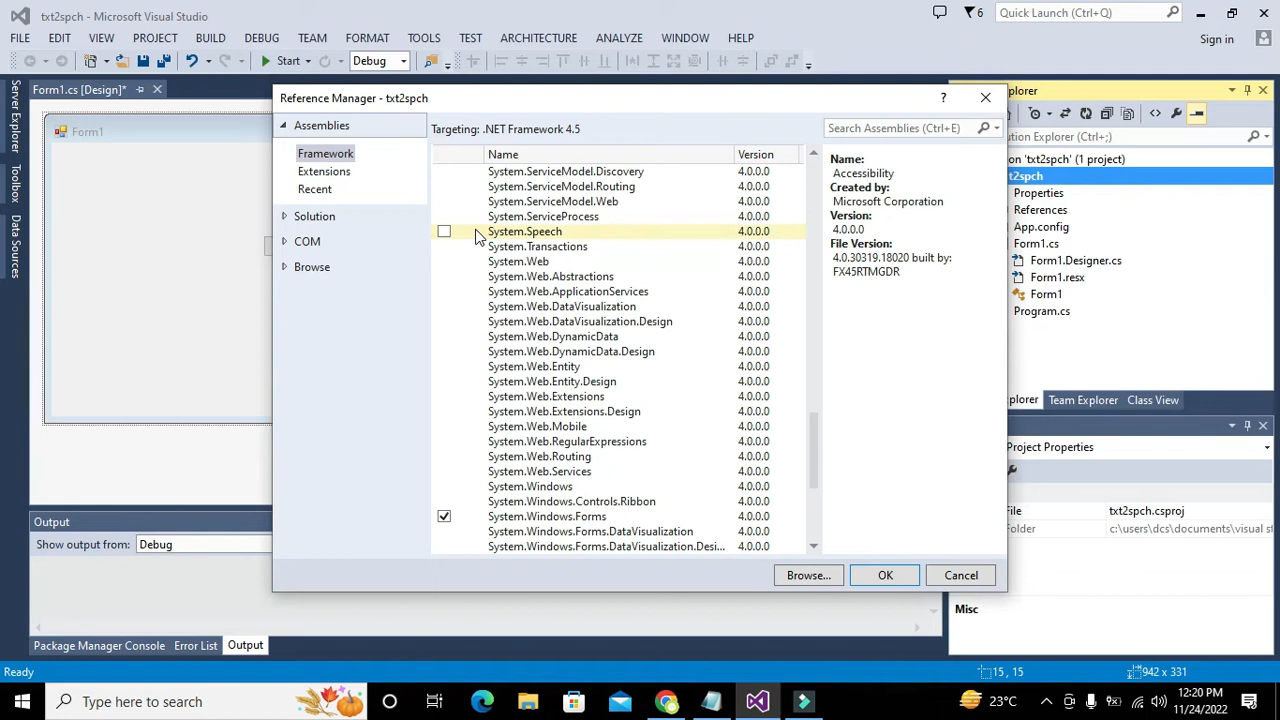 txt2spch - Microsoft Visual Studio
6
Quick Launch (Ctrl+Q)
FILE EDIT VIEW PROJECT BUILD DEBUG TEAM FORMAT TOOLS TEST ARCHITECTURE ANALYZE WINDOW HELP
Sign in
Start
Debug
Server Explorer
Toolbox
Data Sources
Form1.cs [Design]*
Form1
Reference Manager - txt2spch
Assemblies
Framework
Extensions
Recent
Solution
COM
Browse
Targeting: .NET Framework 4.5
Search Assemblies (Ctrl+E)
Name Version
System.ServiceModel.Discovery 4.0.0.0
System.ServiceModel.Routing 4.0.0.0
System.ServiceModel.Web 4.0.0.0
System.ServiceProcess 4.0.0.0
System.Speech 4.0.0.0
System.Transactions 4.0.0.0
System.Web 4.0.0.0
System.Web.Abstractions 4.0.0.0
System.Web.ApplicationServices 4.0.0.0
System.Web.DataVisualization 4.0.0.0
System.Web.DataVisualization.Design 4.0.0.0
System.Web.DynamicData 4.0.0.0
System.Web.DynamicData.Design 4.0.0.0
System.Web.Entity 4.0.0.0
System.Web.Entity.Design 4.0.0.0
System.Web.Extensions 4.0.0.0
System.Web.Extensions.Design 4.0.0.0
System.Web.Mobile 4.0.0.0
System.Web.RegularExpressions 4.0.0.0
System.Web.Routing 4.0.0.0
System.Web.Services 4.0.0.0
System.Windows 4.0.0.0
System.Windows.Controls.Ribbon 4.0.0.0
System.Windows.Forms 4.0.0.0
System.Windows.Forms.DataVisualization 4.0.0.0
System.Windows.Forms.DataVisualization.Desi... 4.0.0.0
Name:
Accessibility
Created by:
Microsoft Corporation
Version:
4.0.0.0
File Version:
4.0.30319.18020 built by:
FX45RTMGDR
Browse...
OK
Cancel
xplorer
xplorer (Ctrl+;)
on 'txt2spch' (1 project)
t2spch
Properties
References
App.config
Form1.cs
Form1.Designer.cs
Form1.resx
Form1
Program.cs
plorer Team Explorer Class View
Project Properties
File txt2spch.csproj
Folder c:\users\dcs\documents\visual st
Misc
Output
Show output from: Debug
Package Manager Console Error List Output
Ready
15, 15
942 x 331
Type here to search
23°C
12:20 PM
11/24/2022